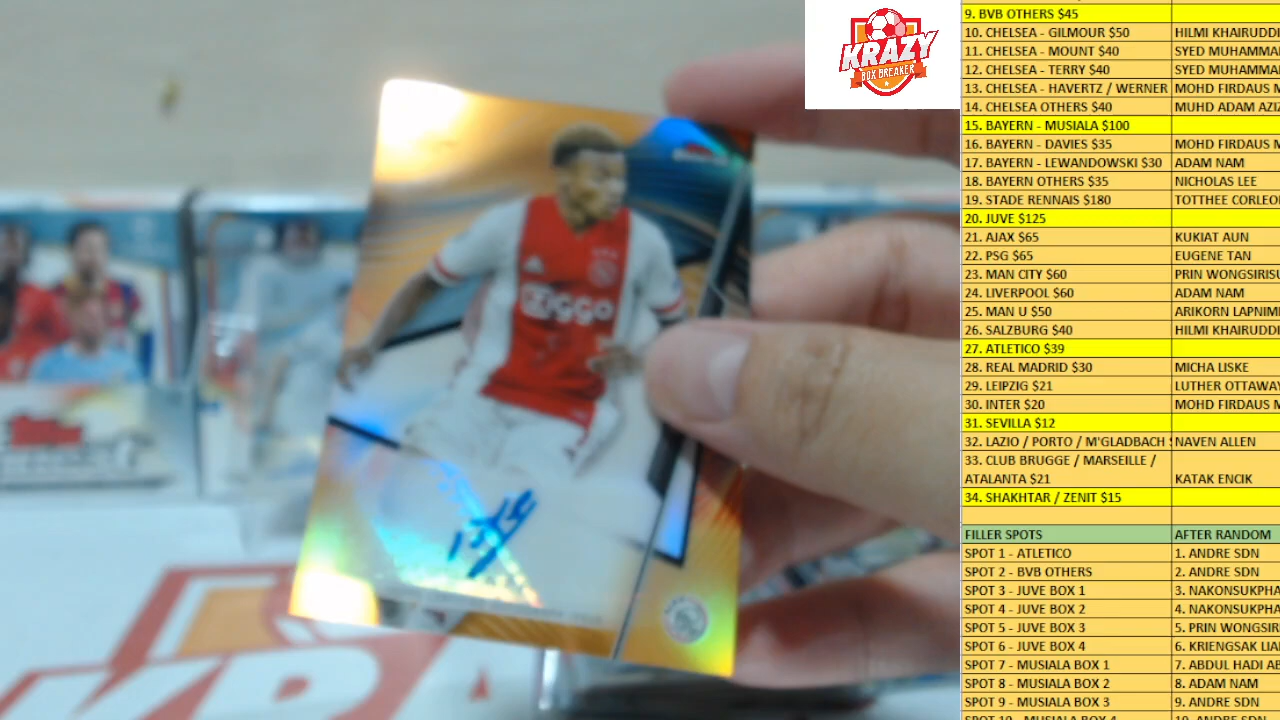 KRAZY
BOX BREAKER
ziggo
9. BVB OTHERS $45
10. CHELSEA - GILMOUR $50 HILMI KHAIRUDDI
11. CHELSEA - MOUNT $40 SYED MUHAMMA
12. CHELSEA - TERRY $40 SYED MUHAMMA
13. CHELSEA - HAVERTZ / WERNER MOHD FIRDAUS M
14. CHELSEA OTHERS $40 MUHD ADAM AZIZ
15. BAYERN - MUSIALA $100
16. BAYERN - DAVIES $35 MOHD FIRDAUS M
17. BAYERN - LEWANDOWSKI $30 ADAM NAM
18. BAYERN OTHERS $35 NICHOLAS LEE
19. STADE RENNAIS $180 TOTTHEE CORLEO
20. JUVE $125
21. AJAX $65 KUKIAT AUN
22. PSG $65 EUGENE TAN
23. MAN CITY $60 PRIN WONGSIRISU
24. LIVERPOOL $60 ADAM NAM
25. MAN U $50 ARIKORN LAPNIMI
26. SALZBURG $40 HILMI KHAIRUDDI
27. ATLETICO $39
28. REAL MADRID $30 MICHA LISKE
29. LEIPZIG $21 LUTHER OTTAWAY
30. INTER $20 MOHD FIRDAUS M
31. SEVILLA $12
32. LAZIO / PORTO / M'GLADBACH NAVEN ALLEN
33. CLUB BRUGGE / MARSEILLE /
ATALANTA $21 KATAK ENCIK
34. SHAKHTAR / ZENIT $15
FILLER SPOTS AFTER RANDOM
SPOT 1 - ATLETICO 1. ANDRE SDN
SPOT 2 - BVB OTHERS 2. ANDRE SDN
SPOT 3 - JUVE BOX 1 3. NAKONSUKPHA
SPOT 4 - JUVE BOX 2 4. NAKONSUKPHA
SPOT 5 - JUVE BOX 3 5. PRIN WONGSIRI
SPOT 6 - JUVE BOX 4 6. KRIENGSAK LIA
SPOT 7 - MUSIALA BOX 1 7. ABDUL HADI AB
SPOT 8 - MUSIALA BOX 2 8. ADAM NAM
SPOT 9 - MUSIALA BOX 3 9. ANDRE SDN
SPOT 10 - MUSIALA BOX 4 10. ANDRE SDN